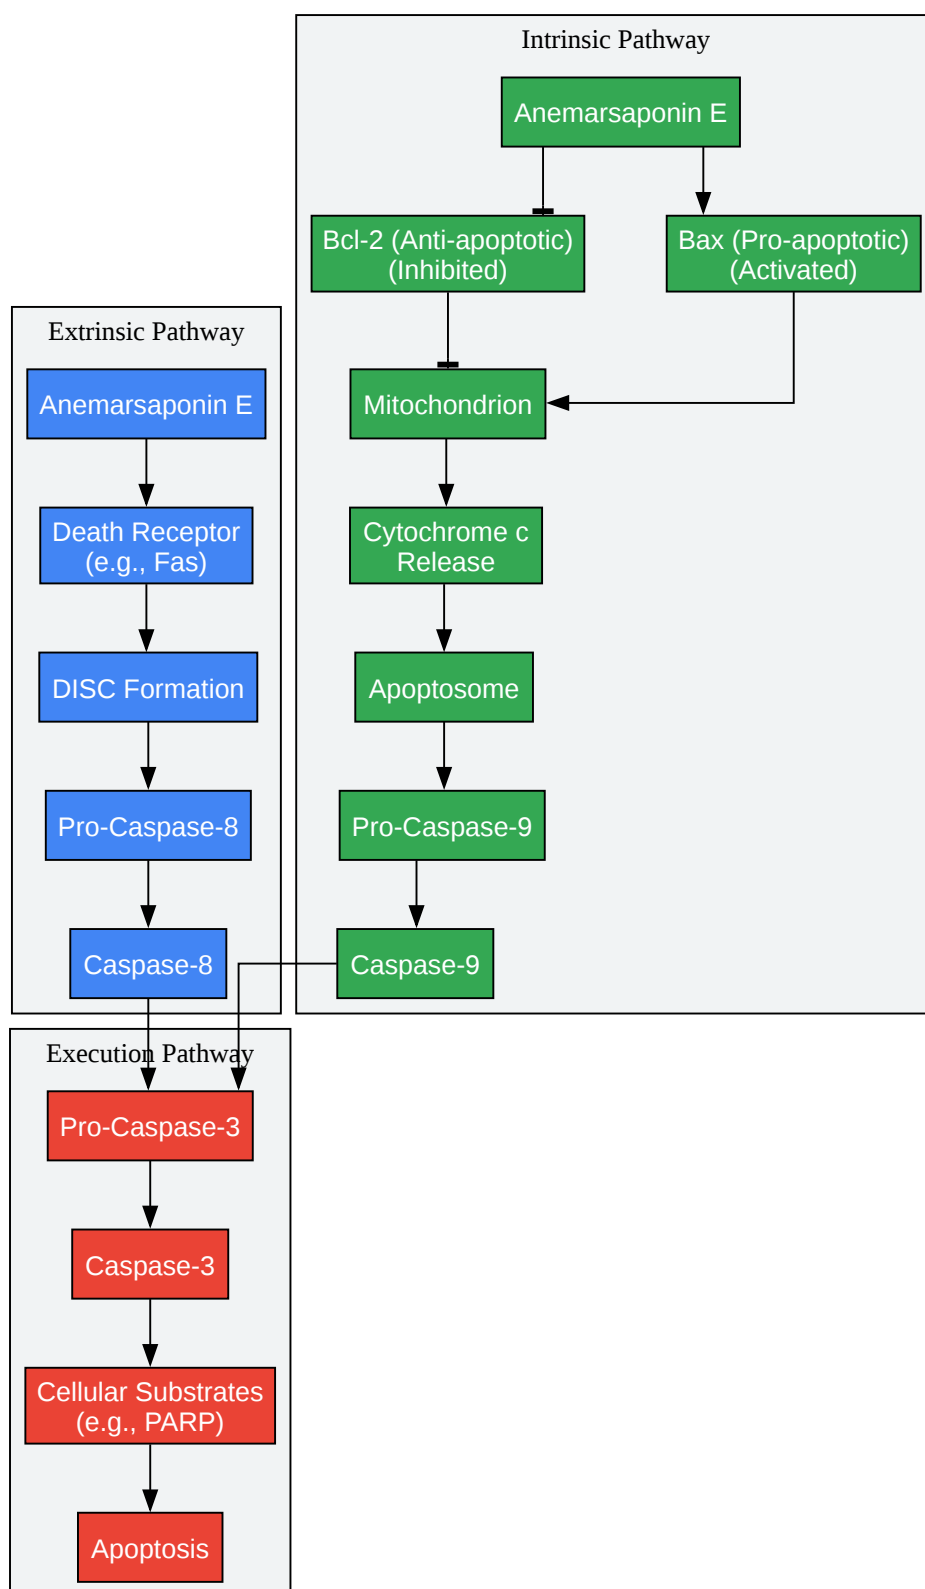 Intrinsic Pathway
Anemarsaponin E
Bcl-2 (Anti-apoptotic)
(Inhibited)
Bax (Pro-apoptotic)
(Activated)
Mitochondrion
Cytochrome c
Release
Apoptosome
Pro-Caspase-9
Caspase-9
Extrinsic Pathway
Anemarsaponin E
Death Receptor
(e.g., Fas)
DISC Formation
Pro-Caspase-8
Caspase-8
Execution Pathway
Pro-Caspase-3
Caspase-3
Cellular Substrates
(e.g., PARP)
Apoptosis